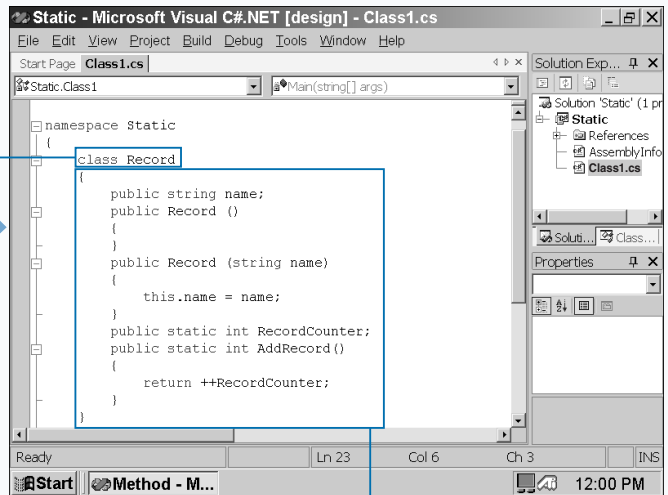 Static - Microsoft Visual C#.NET [design] - Class1.cs
File Edit View Project Build Debug Tools Window Help
Start Page Class1.cs
Static.Class1 Main(string[] args)
namespace Static
{
class Record
{
public string name;
public Record ()
{
}
public Record (string name)
{
this.name = name;
}
public static int RecordCounter;
public static int AddRecord()
{
return ++RecordCounter;
}
}
Solution Exp...
Solution 'Static' (1 pr
Static
References
AssemblyInfo
Class1.cs
Soluti... Class...
Properties
Ready Ln 23 Col 6 Ch 3 INS
Start Method - M... 12:00 PM